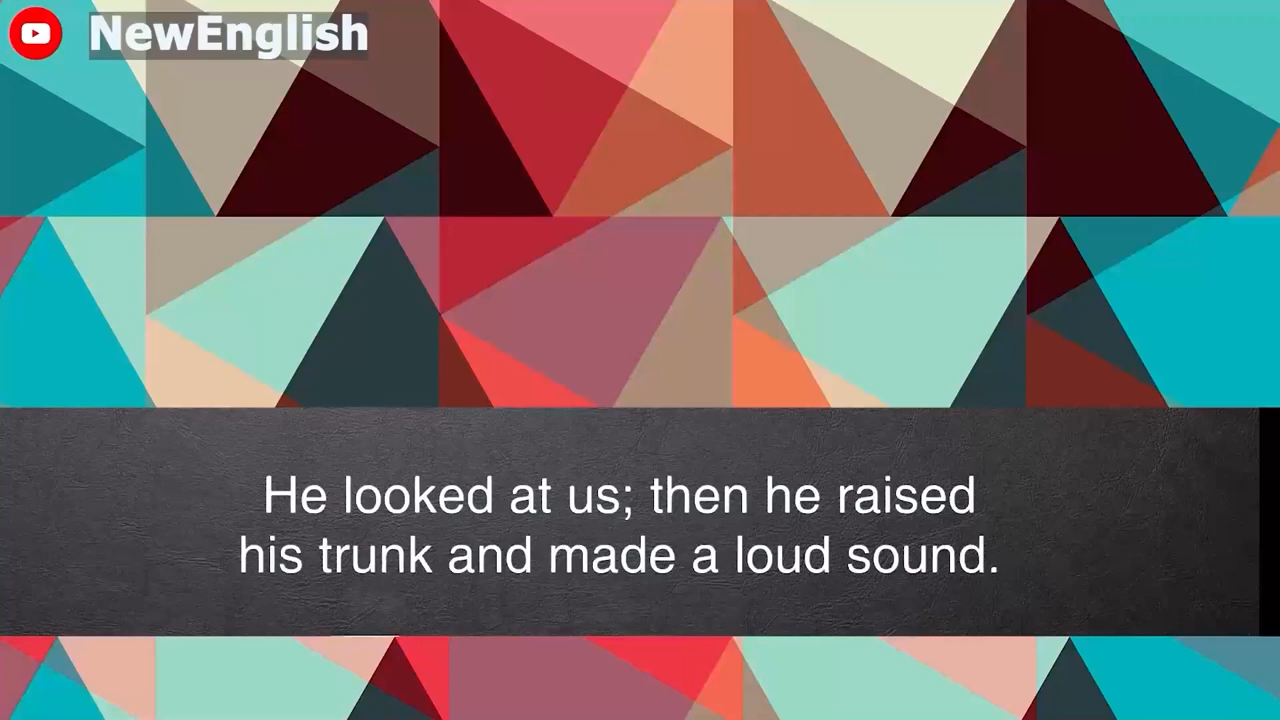 NewEnglish
He looked at us; then he raised
his trunk and made a loud sound.